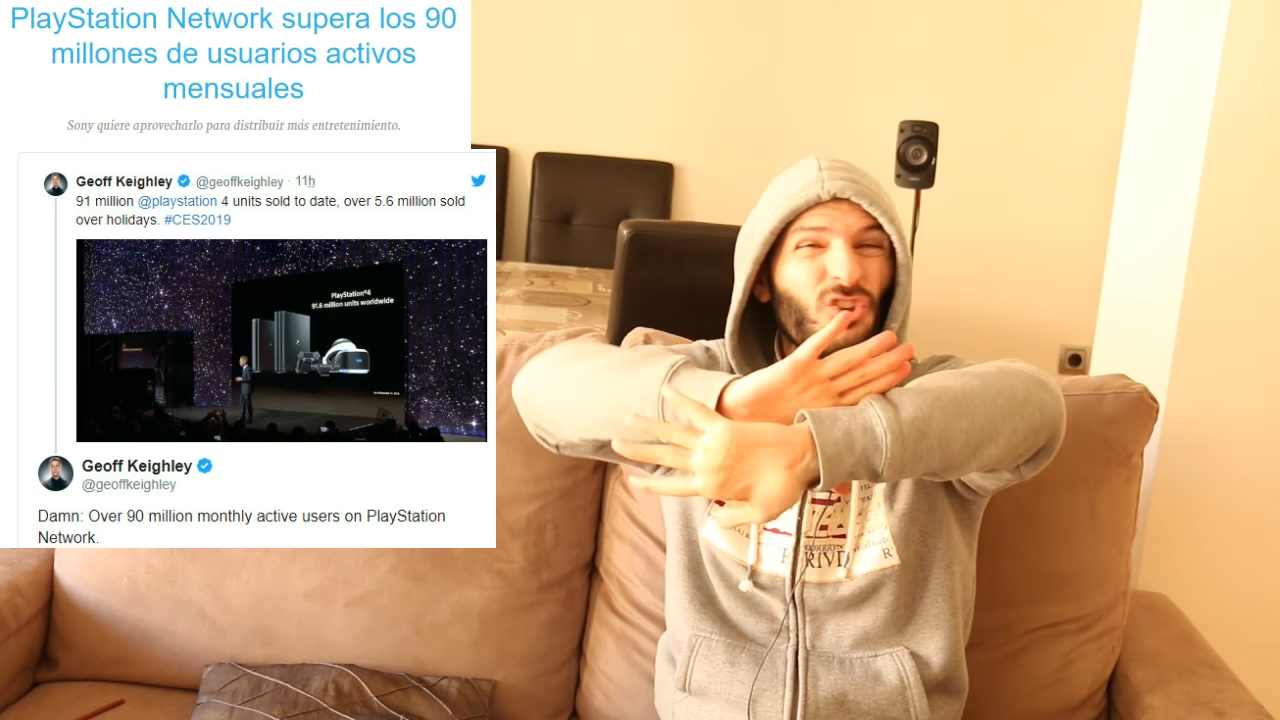 PlayStation Network supera los 90
millones de usuarios activos
mensuales
Sony quiere aprovecharlo para distribuir más entretenimiento.
Geoff Keighley @geoffkeighley · 11h
91 million @playstation 4 units sold to date, over 5.6 million sold
over holidays. #CES2019
PlayStation®4
91.6 million units worldwide
Geoff Keighley
@geoffkeighley
Damn: Over 90 million monthly active users on PlayStation
Network.